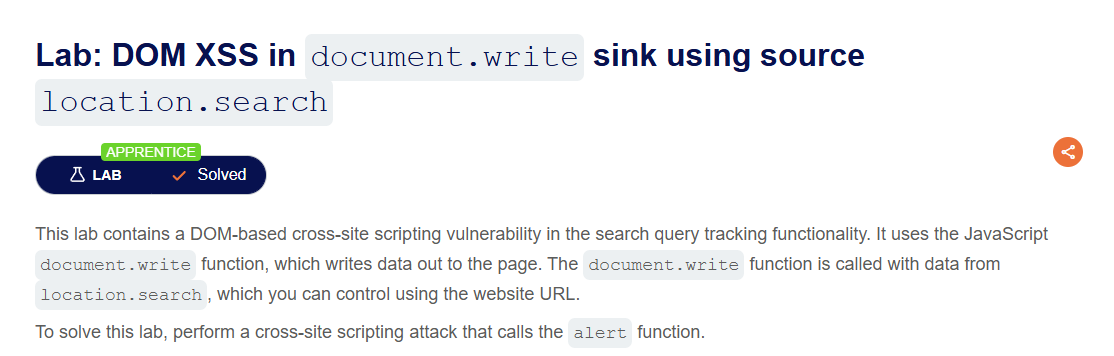 Lab: DOM XSS in document.write sink using source
location.search
APPRENTICE
LAB Solved
This lab contains a DOM-based cross-site scripting vulnerability in the search query tracking functionality. It uses the JavaScript
document.write function, which writes data out to the page. The document.write function is called with data from
location.search, which you can control using the website URL.
To solve this lab, perform a cross-site scripting attack that calls the alert function.